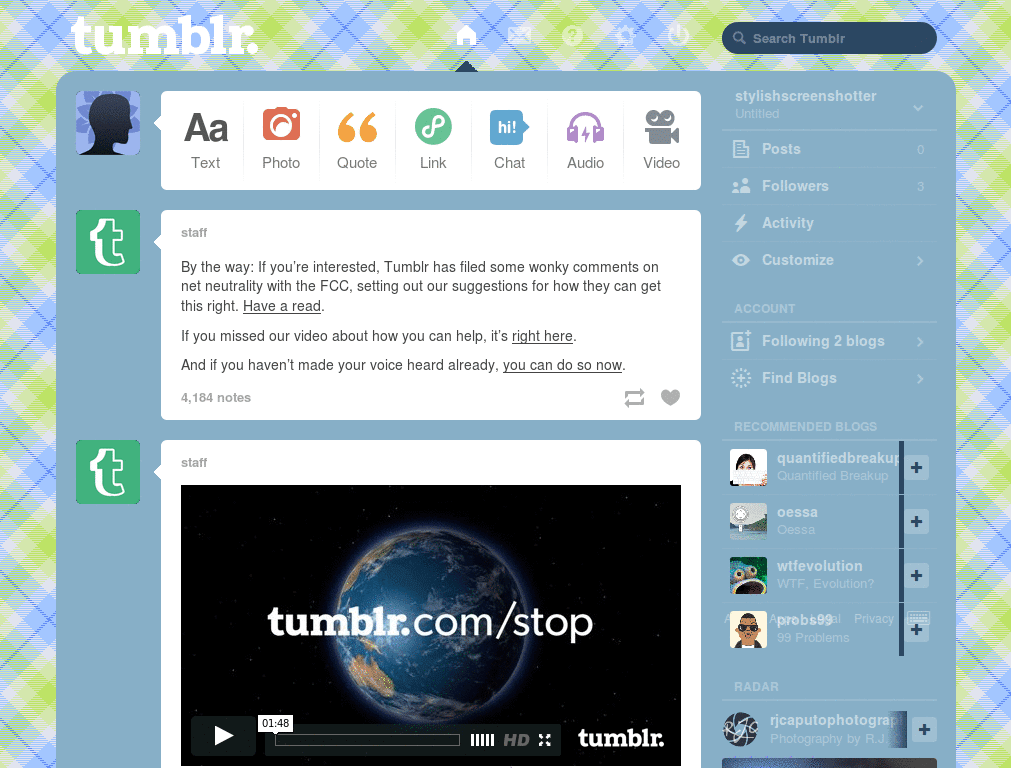 tumblr.
Search Tumblr
Aa
hi!
Text
Photo
Quote
Link
Chat
Audio
Video
staff
By the way: If you’re interested, Tumblr has filed some wonky comments on
net neutrality with the FCC, setting out our suggestions for how they can get
this right. Have a read.
If you missed our video about how you can help, it’s right here.
And if you haven’t made your voice heard already, you can do so now.
4,184 notes
staff
tumblr.com/stop
01:48
HD
tumblr.
stylishscreenshotter
Untitled
Posts 0
Followers 3
Activity
Customize
ACCOUNT
Following 2 blogs
Find Blogs
RECOMMENDED BLOGS
quantifiedbreakup
Quantified Breakup
oessa
Oessa
wtfevolution
WTF, Evolution?
probs99
Privacy
99 Problems
RADAR
rjcaputophotograp
Photography by R.J.